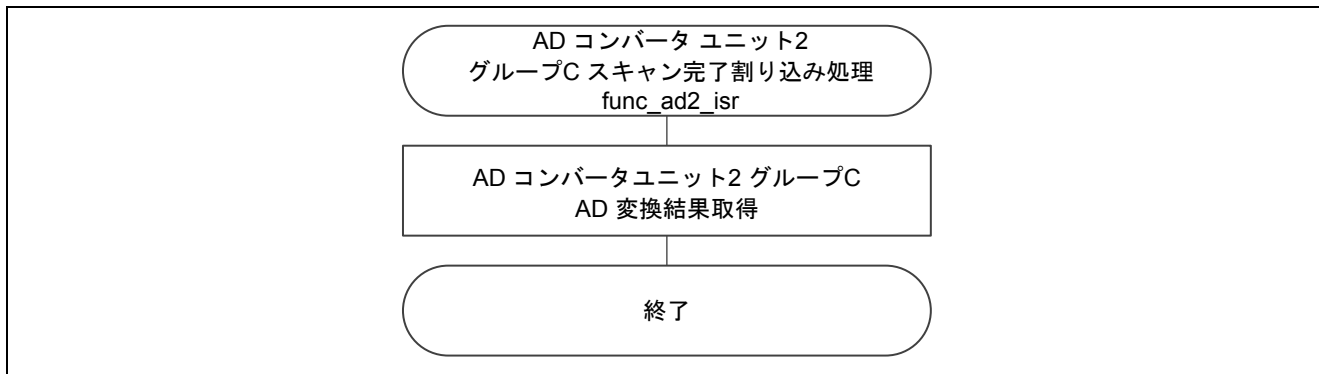 AD コンバータ ユニット2
グループC スキャン完了割り込み処理
func_ad2_isr
AD コンバータユニット2 グループC
AD 変換結果取得
終了